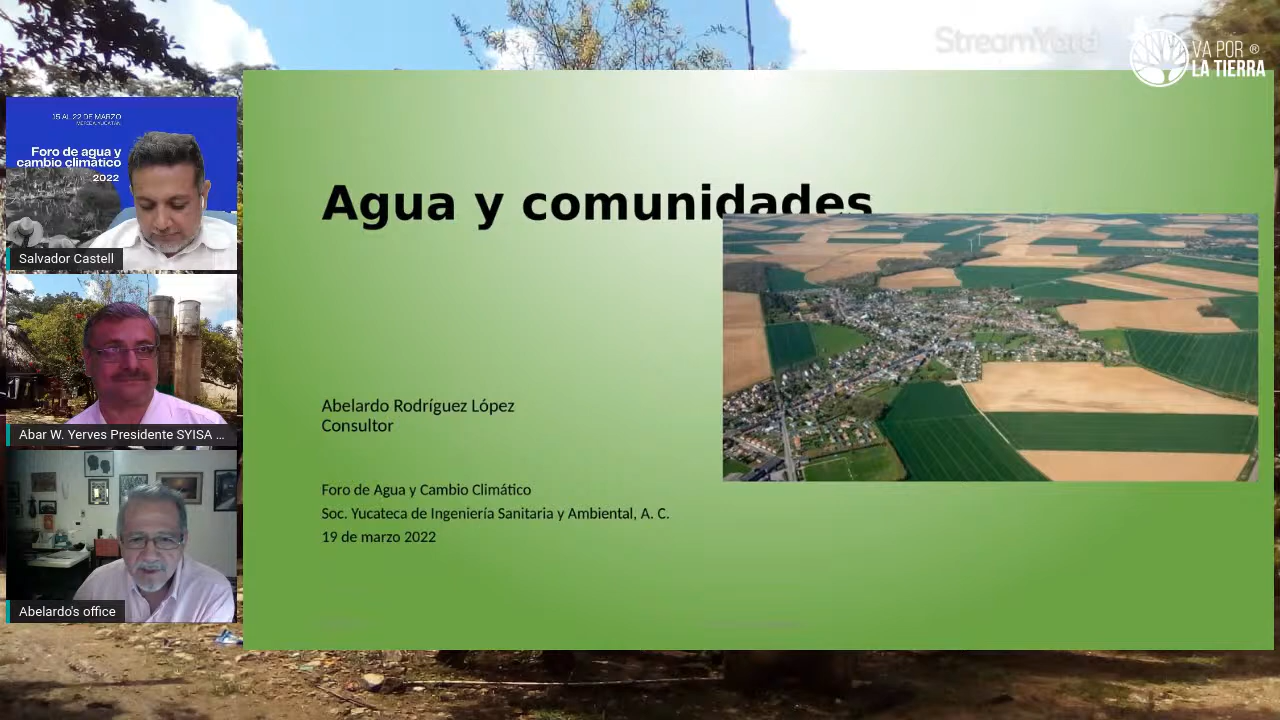 StreamYard
VA POR ®
LA TIERRA
15 AL 22 DE MARZO
MÉRIDA, YUCATÁN
Foro de agua y
cambio climático
2022
Salvador Castell
Abar W. Yerves Presidente SYISA ...
Abelardo's office
Agua y comunidades
Abelardo Rodríguez López
Consultor
Foro de Agua y Cambio Climático
Soc. Yucateca de Ingeniería Sanitaria y Ambiental, A. C.
19 de marzo 2022